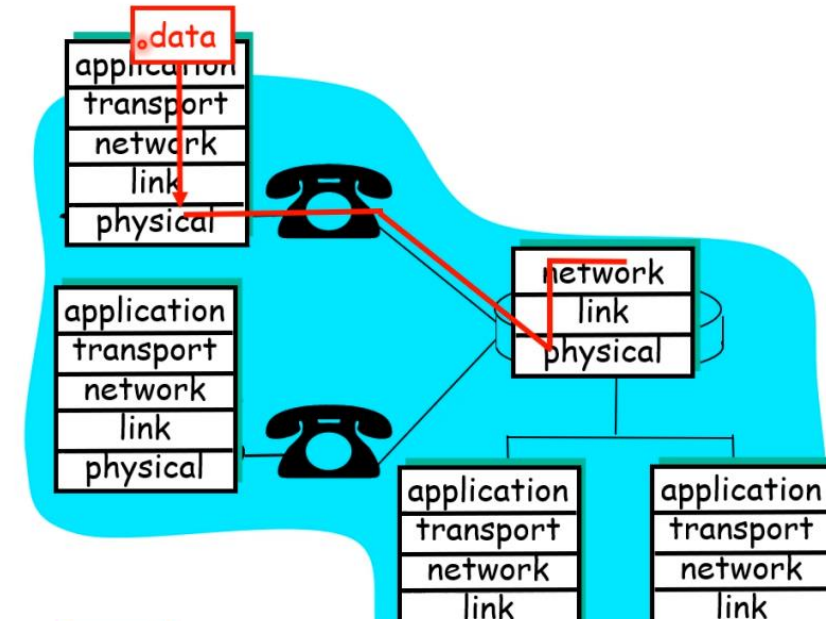 data
application
transport
network
link
physical
application
transport
network
link
physical
network
link
physical
application
transport
network
link
application
transport
network
link